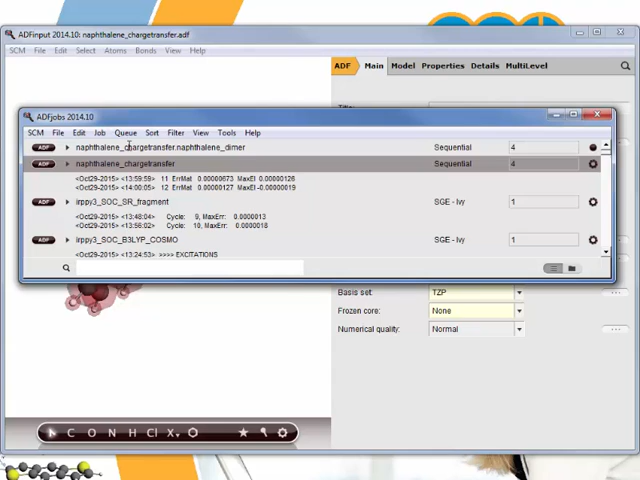 ADFinput 2014.10: naphthalene_chargetransfer.adf
SCM File Edit Select Atoms Bonds View Help
ADF Main Model Properties Details MultiLevel
ADFjobs 2014.10
SCM File Edit Job Queue Sort Filter View Tools Help
ADF naphthalene_chargetransfer.naphthalene_dimer Sequential 4
ADF naphthalene_chargetransfer Sequential 4
<Oct29-2015> <13:59:59> 11 ErrMat 0.00000673 MaxEl 0.00000126
<Oct29-2015> <14:00:05> 12 ErrMat 0.00000127 MaxEl -0.00000019
ADF irppy3_SOC_SR_fragment SGE - Ivy 1
<Oct29-2015> <13:48:04> Cycle: 9, MaxErr: 0.0000013
<Oct29-2015> <13:56:02> Cycle: 10, MaxErr: 0.0000018
ADF irppy3_SOC_B3LYP_COSMO SGE - Ivy 1
<Oct29-2015> <13:24:53> >>>> EXCITATIONS
Basis set: TZP
Frozen core: None
Numerical quality: Normal
C O N H Cl X